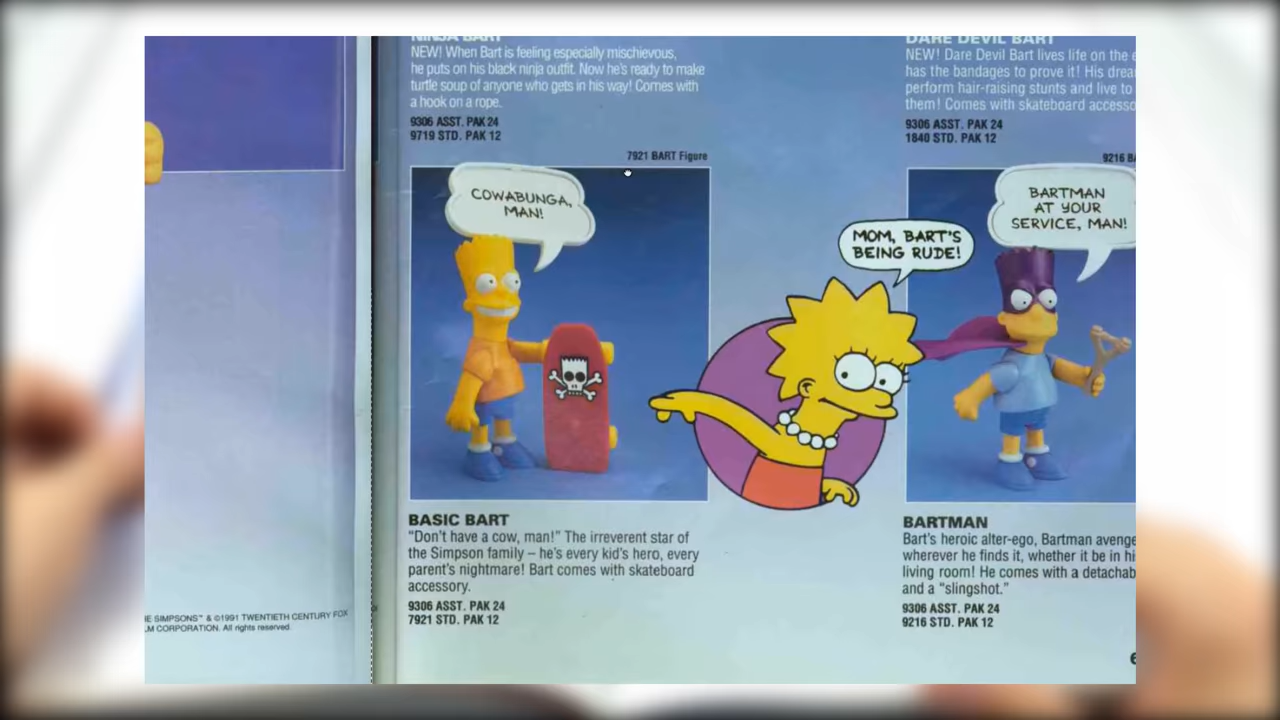 NINJA BART
NEW! When Bart is feeling especially mischievous,
he puts on his black ninja outfit. Now he's ready to make
turtle soup of anyone who gets in his way! Comes with
a hook on a rope.
9306 ASST. PAK 24
9719 STD. PAK 12
DARE DEVIL BART
NEW! Dare Devil Bart lives life on the e
has the bandages to prove it! His drea
perform hair-raising stunts and live to
them! Comes with skateboard accesso
9306 ASST. PAK 24
1840 STD. PAK 12
7921 BART Figure
9216 BA
COWABUNGA,
MAN!
MOM, BART'S
BEING RUDE!
BARTMAN
AT YOUR
SERVICE, MAN!
BASIC BART
"Don't have a cow, man!" The irreverent star of
the Simpson family – he's every kid's hero, every
parent's nightmare! Bart comes with skateboard
accessory.
9306 ASST. PAK 24
7921 STD. PAK 12
BARTMAN
Bart's heroic alter-ego, Bartman avenge
wherever he finds it, whether it be in hi
living room! He comes with a detachab
and a "slingshot."
9306 ASST. PAK 24
9216 STD. PAK 12
HE SIMPSONS™ & ©1991 TWENTIETH CENTURY FOX
LM CORPORATION. All rights reserved.
6